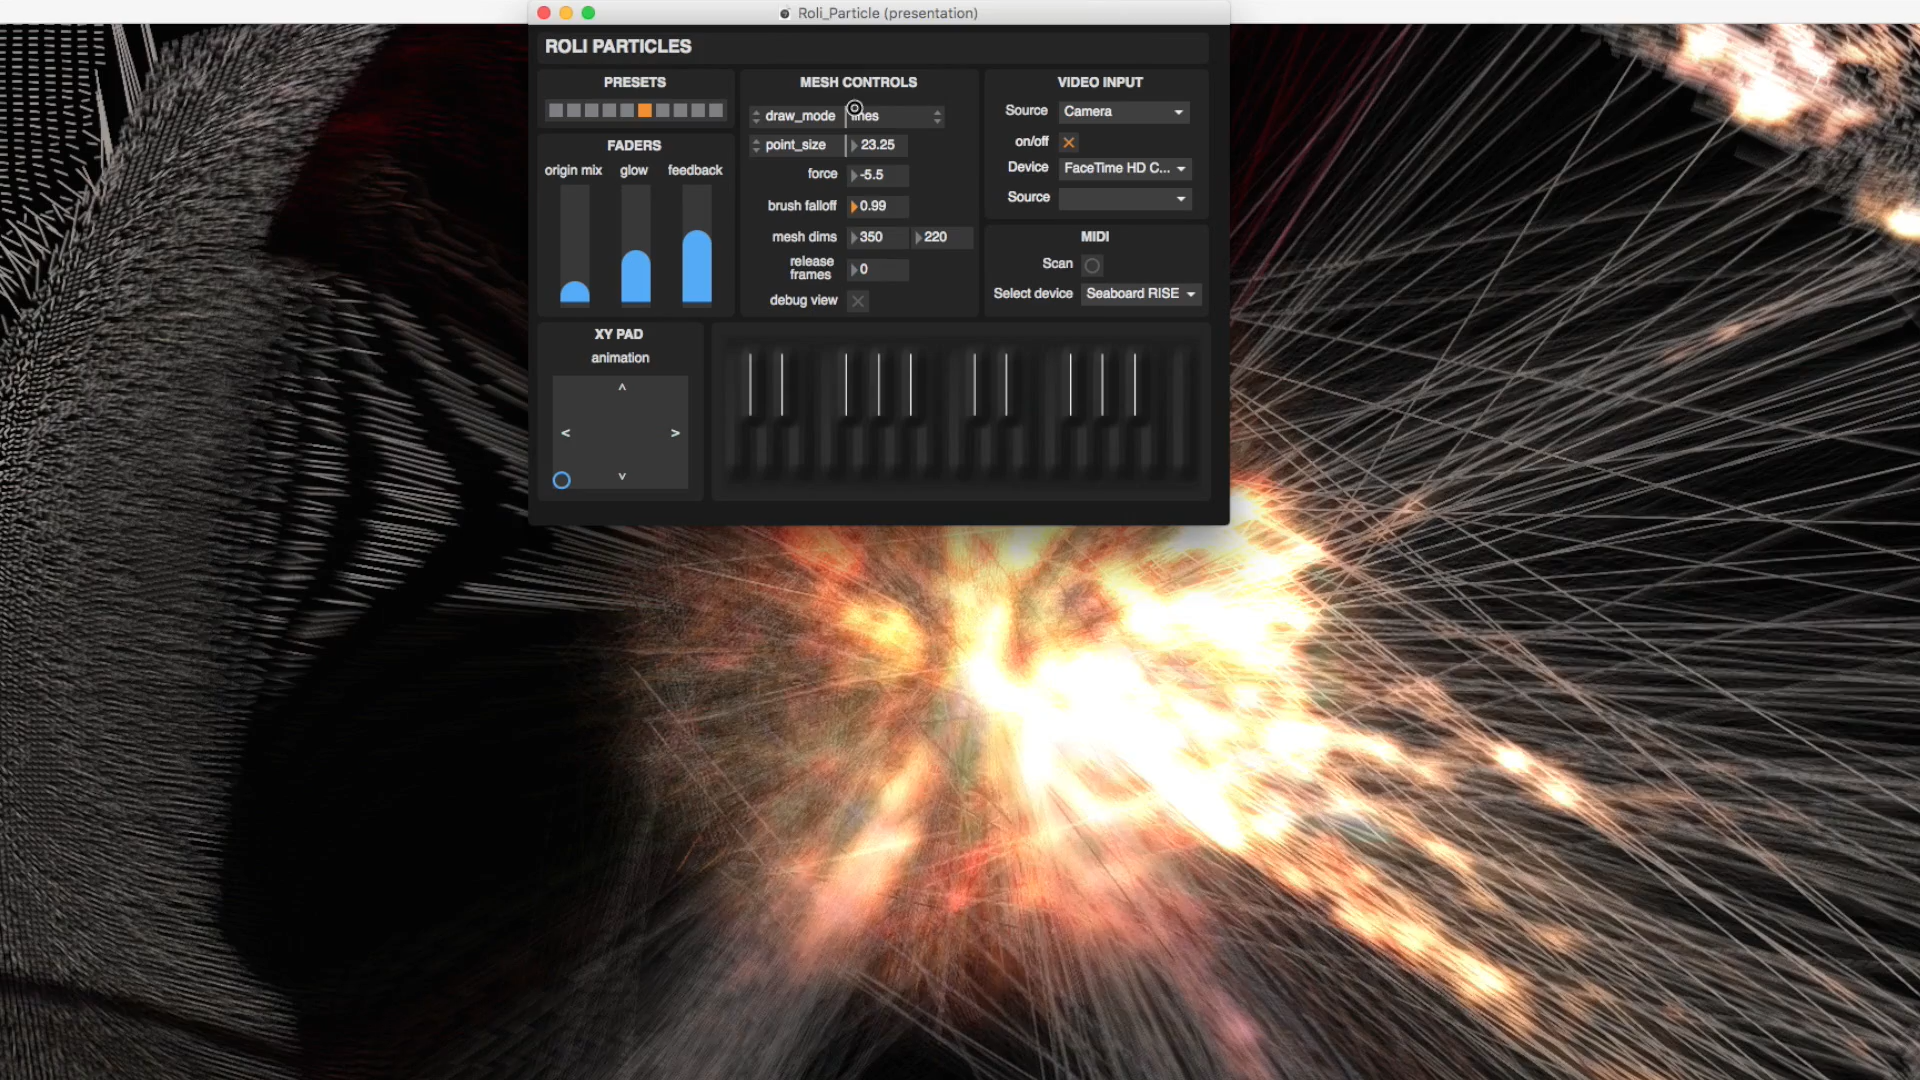 Roli_Particle (presentation)
ROLI PARTICLES
PRESETS
FADERS
origin mix glow feedback
MESH CONTROLS
draw_mode lines
point_size 23.25
force -5.5
brush falloff 0.99
mesh dims 350 220
release
frames 0
debug view
VIDEO INPUT
Source Camera
on/off
Device FaceTime HD C...
Source
MIDI
Scan
Select device Seaboard RISE
XY PAD
animation